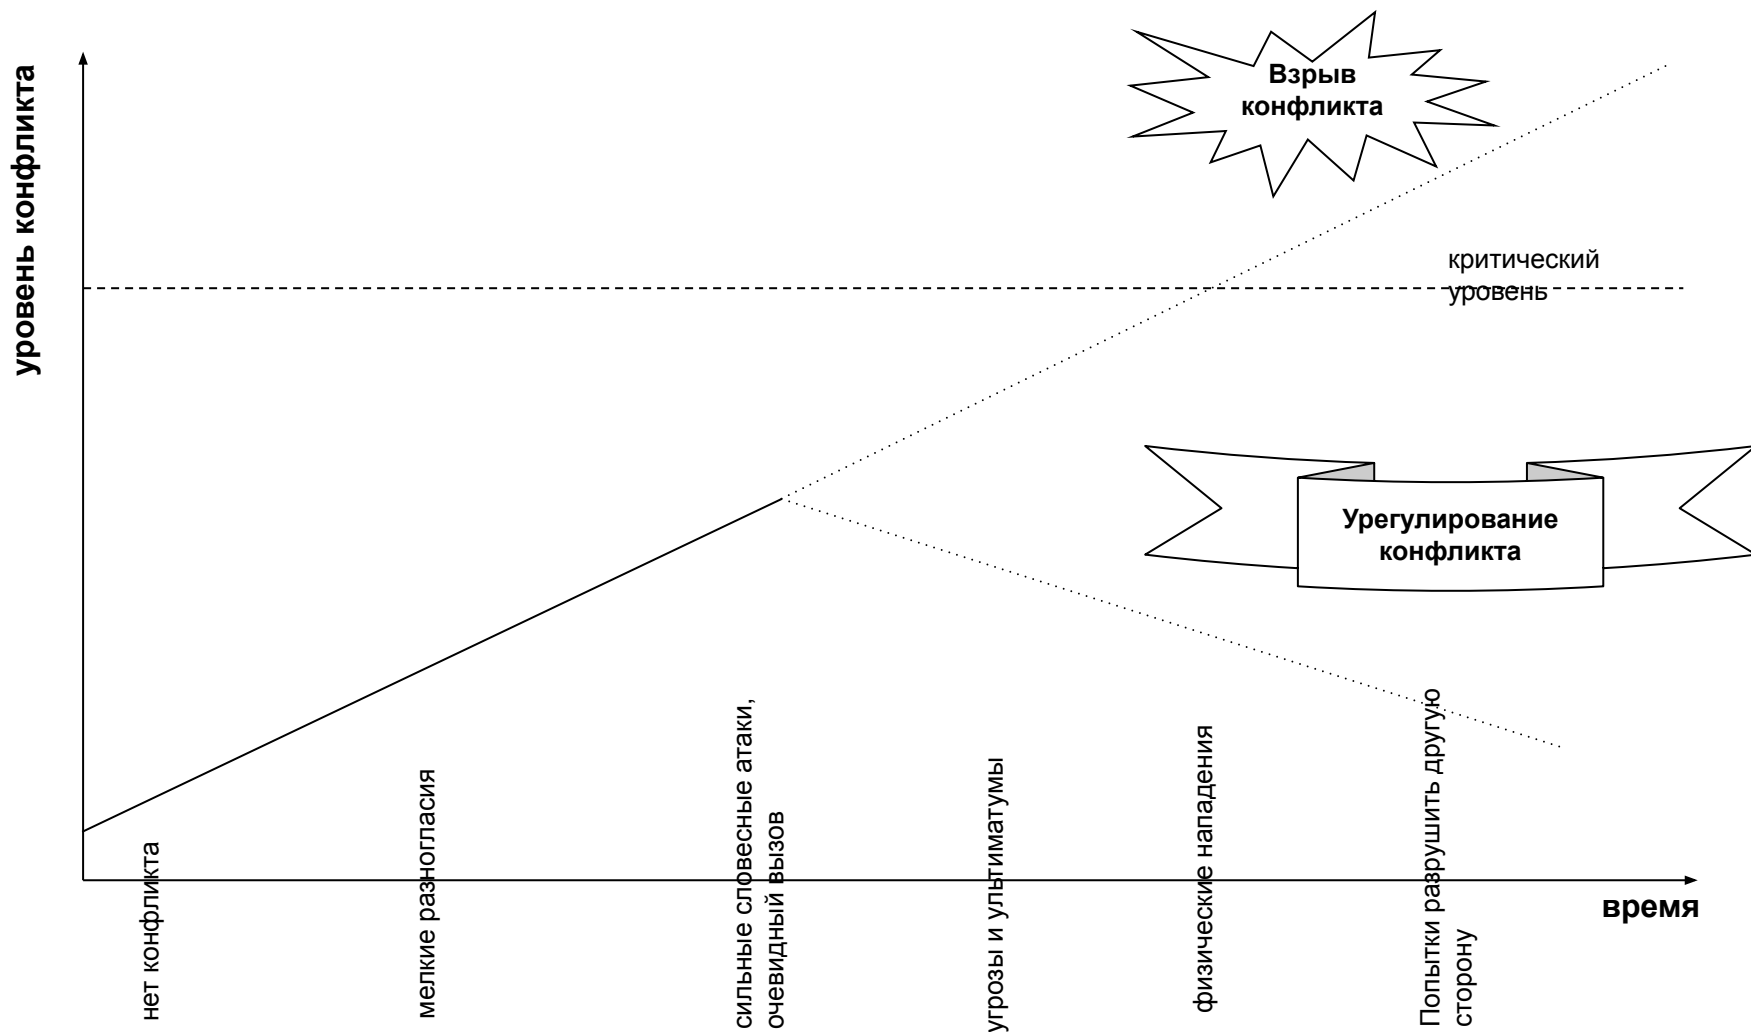 уровень конфликта
Взрыв
конфликта
критический
уровень
Урегулирование
конфликта
нет конфликта
мелкие разногласия
сильные словесные атаки,
очевидный вызов
угрозы и ультиматумы
физические нападения
Попытки разрушить другую
сторону
время